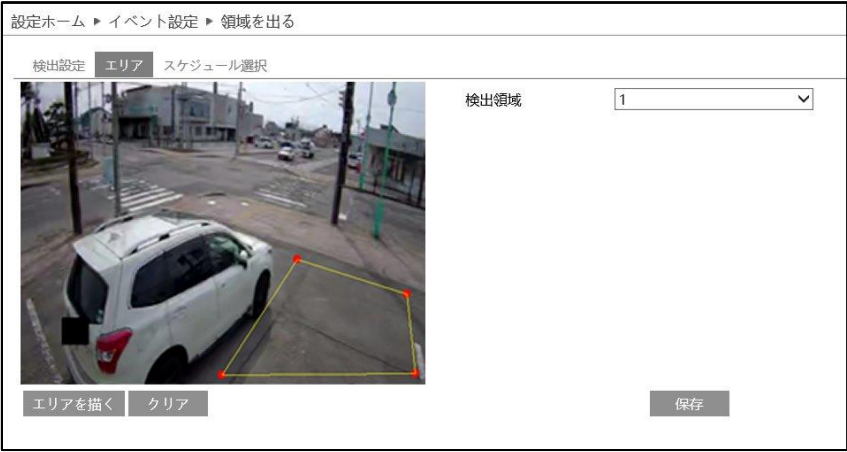 設定ホーム ▶ イベント設定 ▶ 領域を出る
検出設定 エリア スケジュール選択
検出領域 1
エリアを描く クリア 保存